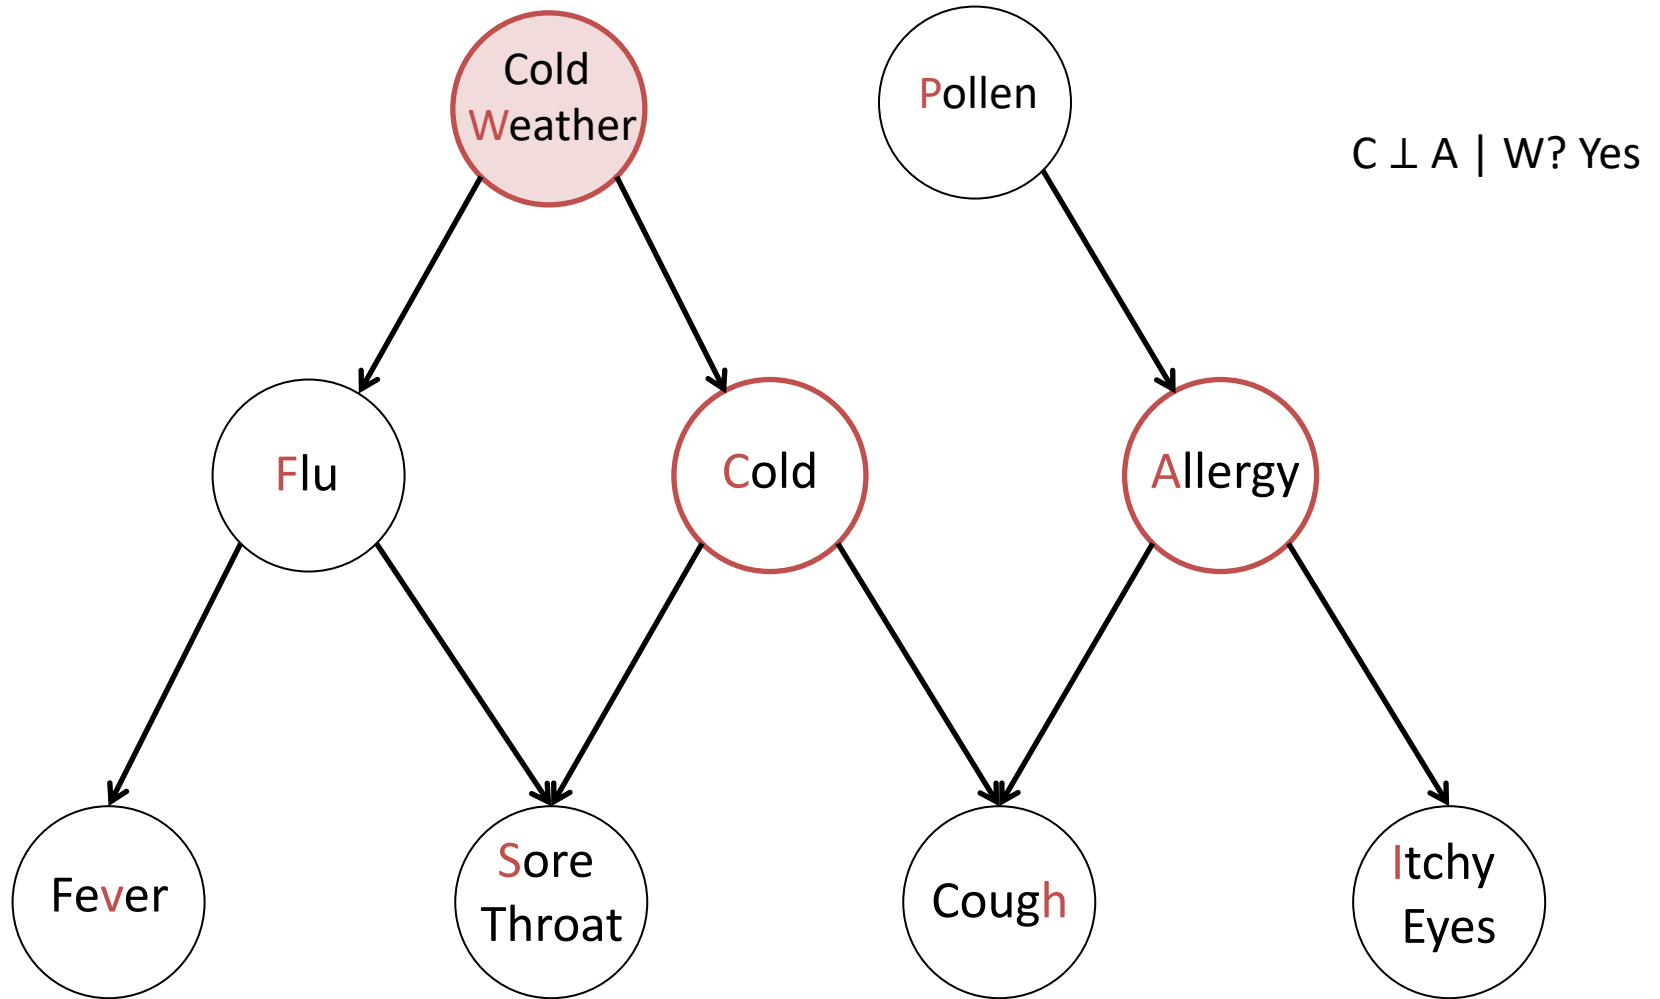 Cold
Weather
Pollen
C ⊥ A | W? Yes
Flu
Cold
Allergy
Fever
Sore
Throat
Cough
Itchy
Eyes